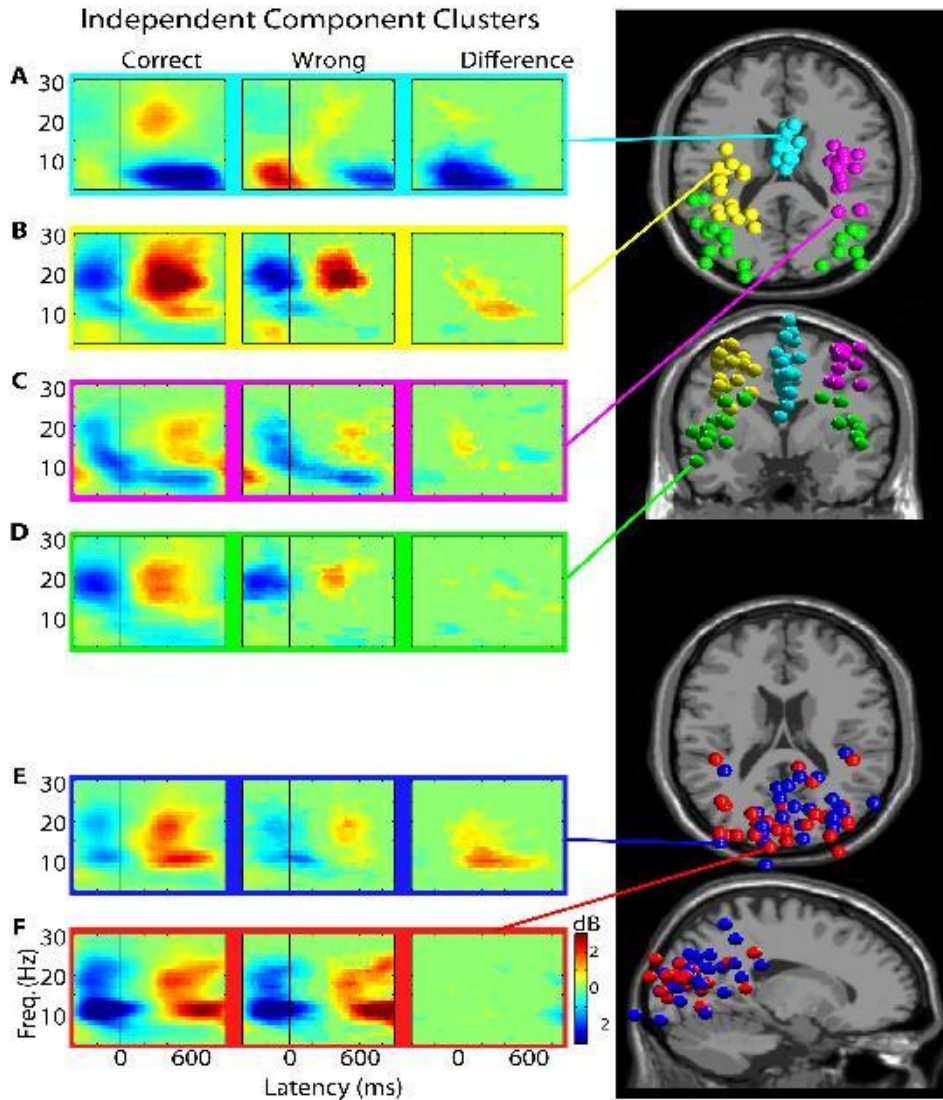 Independent Component Clusters
Correct Wrong Difference
A
30
20
10
B
30
20
10
C
30
20
10
D
30
20
10
E
30
20
10
F
30
20
10
Freq. (Hz)
dB
2
0
2
0 600 0 600 0 600
Latency (ms)